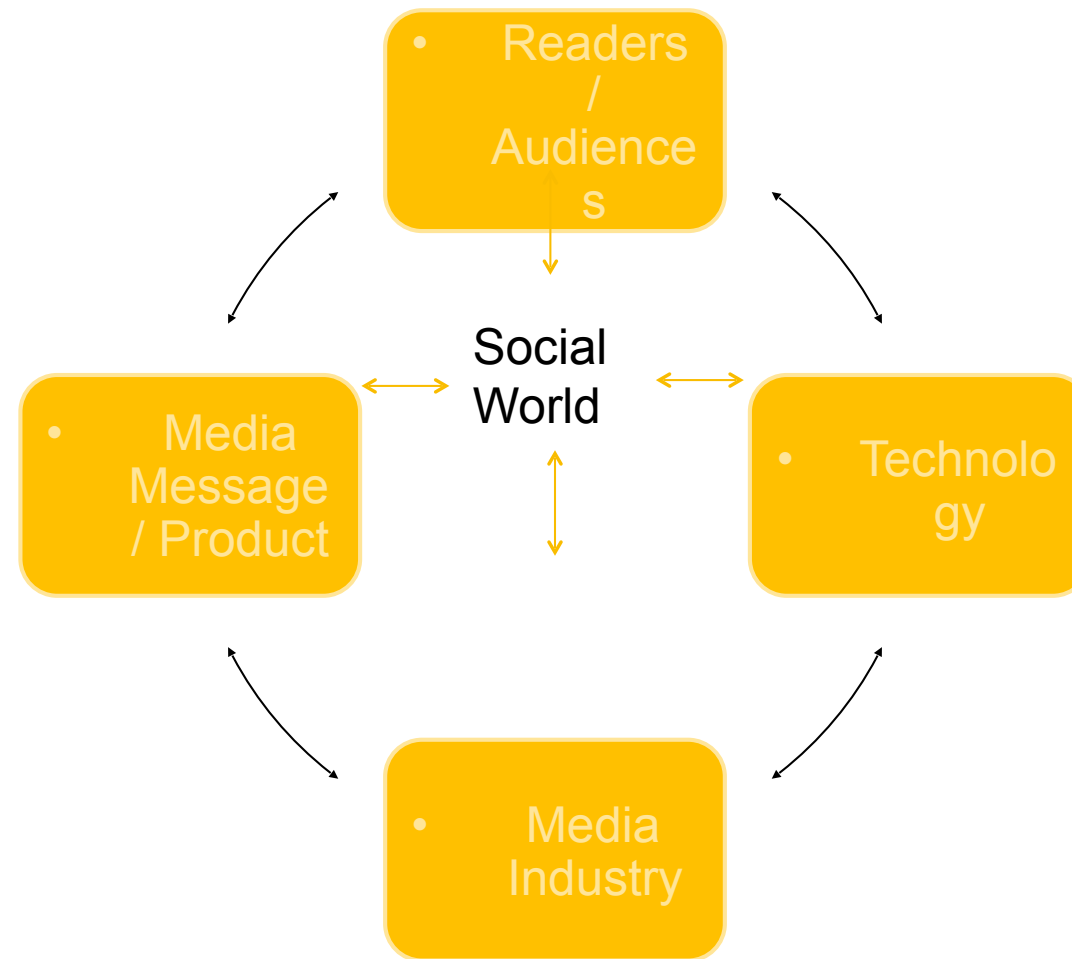 • Readers
/
Audience
s
Social
World
• Media
Message
/ Product
• Technolo
gy
• Media
Industry